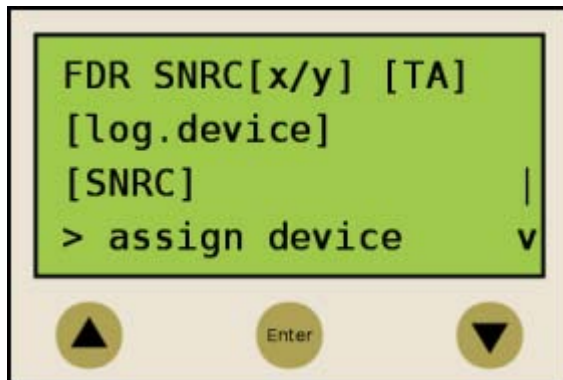 FDR SNRC[x/y] [TA]
[log.device]
[SNRC] |
> assign device v
Enter